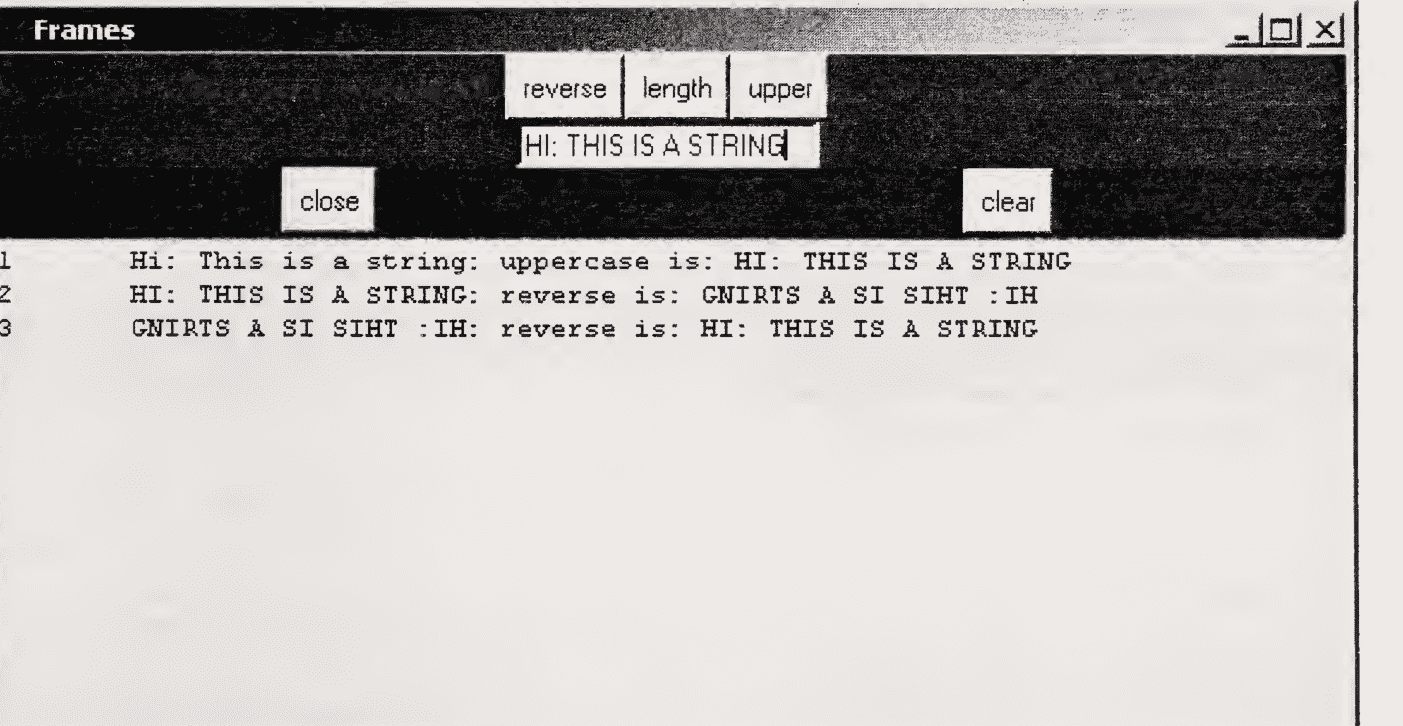 Frames
reverse length upper
HI: THIS IS A STRING
close clear
1 Hi: This is a string: uppercase is: HI: THIS IS A STRING
2 HI: THIS IS A STRING: reverse is: GNIRTS A SI SIHT :IH
3 GNIRTS A SI SIHT :IH: reverse is: HI: THIS IS A STRING